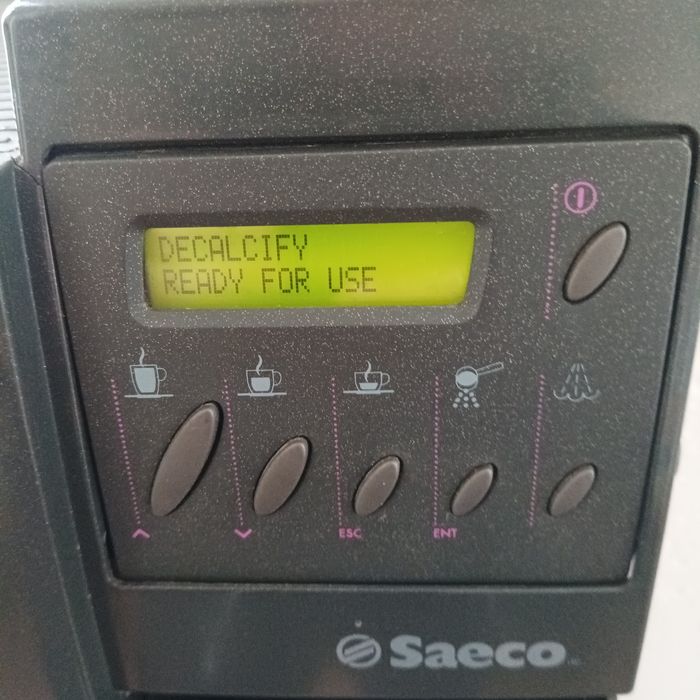 DECALCIFY
READY FOR USE
ESC
ENT
Saeco